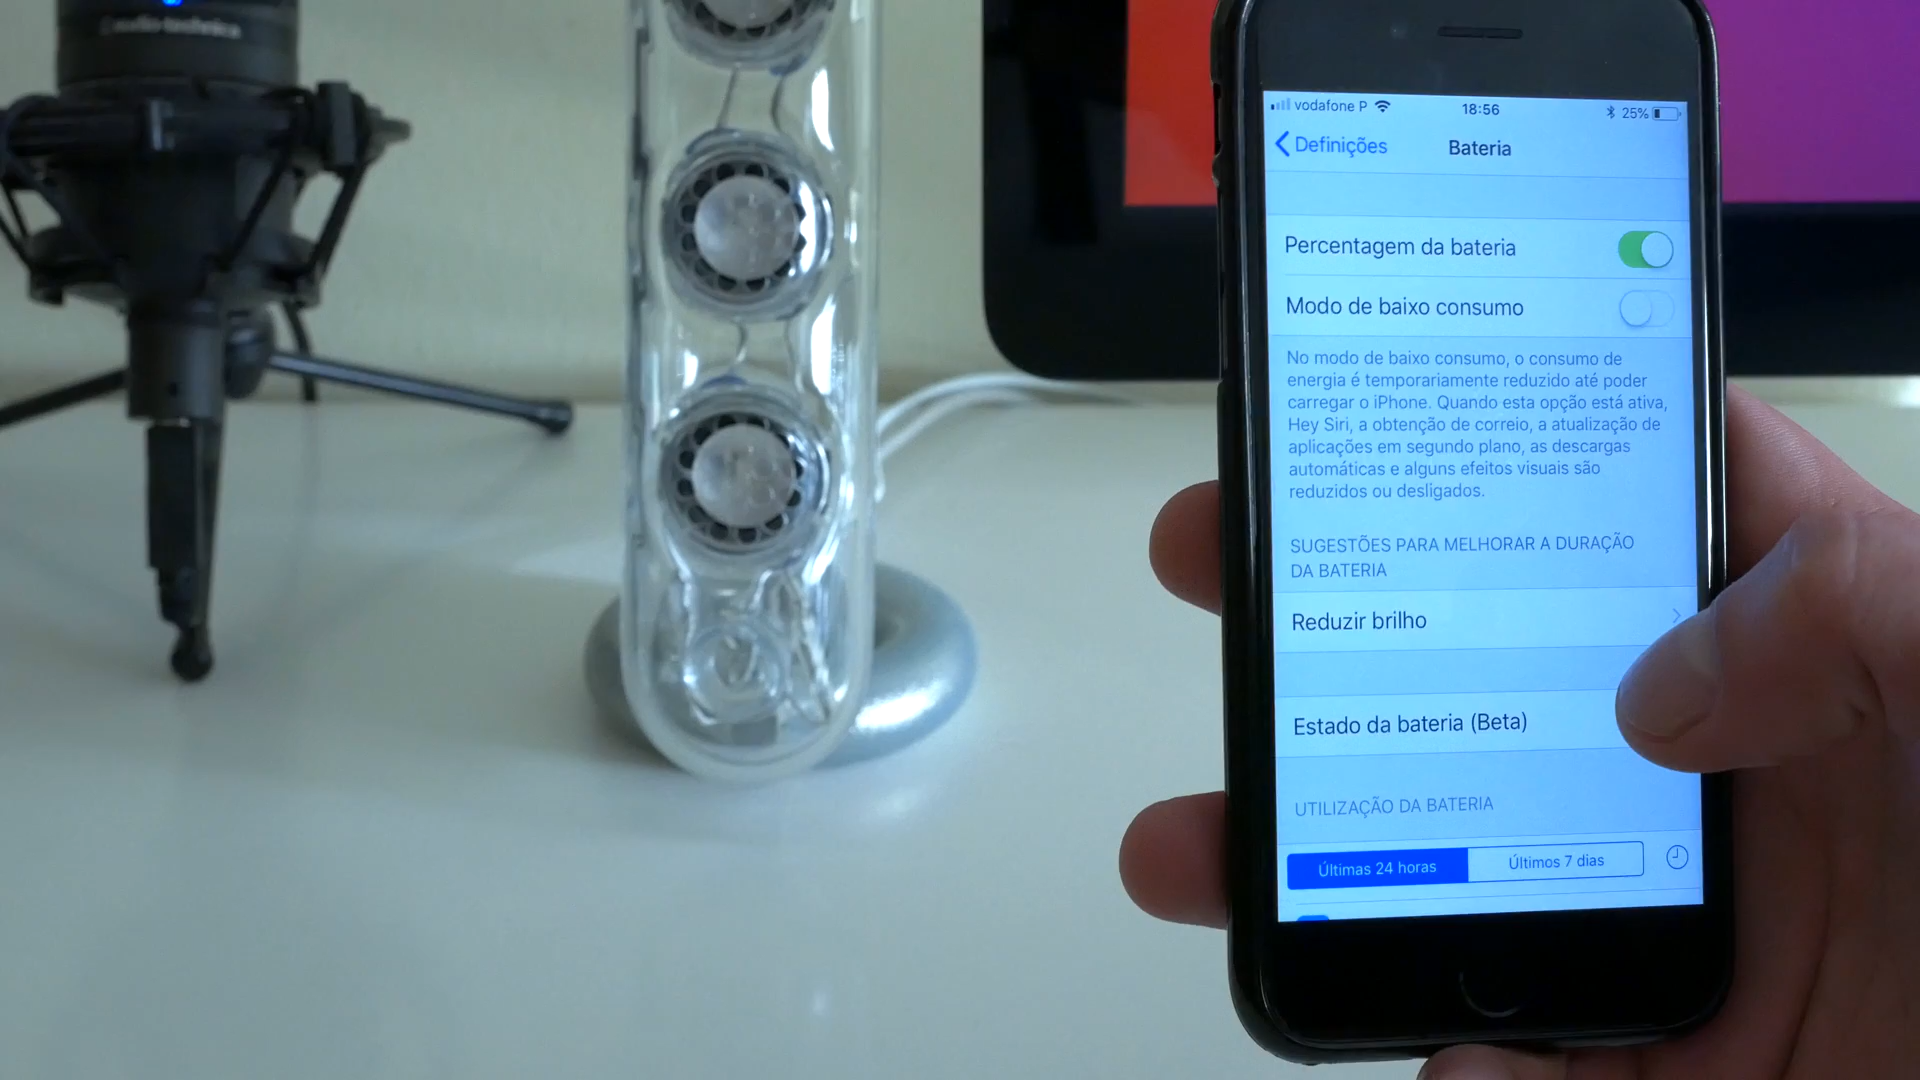 audio-technica
vodafone P
18:56
25%
Definições
Bateria
Percentagem da bateria
Modo de baixo consumo
No modo de baixo consumo, o consumo de
energia é temporariamente reduzido até poder
carregar o iPhone. Quando esta opção está ativa,
Hey Siri, a obtenção de correio, a atualização de
aplicações em segundo plano, as descargas
automáticas e alguns efeitos visuais são
reduzidos ou desligados.
SUGESTÕES PARA MELHORAR A DURAÇÃO
DA BATERIA
Reduzir brilho
Estado da bateria (Beta)
UTILIZAÇÃO DA BATERIA
Últimas 24 horas
Últimos 7 dias